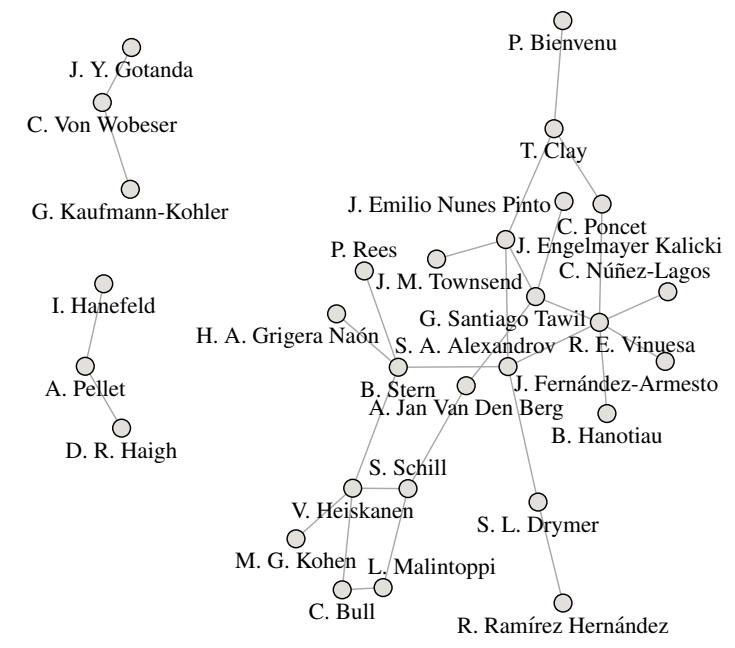 P. Bienvenu
J. Y. Gotanda
C. Von Wobeser
T. Clay
G. Kaufmann-Kohler
J. Emilio Nunes Pinto
C. Poncet
J. Engelmayer Kalicki
P. Rees
C. Núñez-Lagos
J. M. Townsend
I. Hanefeld
G. Santiago Tawil
H. A. Grigera Naón
S. A. Alexandrov
R. E. Vinuesa
A. Pellet
B. Stern
J. Fernández-Armesto
A. Jan Van Den Berg
B. Hanotiau
D. R. Haigh
S. Schill
V. Heiskanen
S. L. Drymer
M. G. Kohen
L. Malintoppi
C. Bull
R. Ramírez Hernández